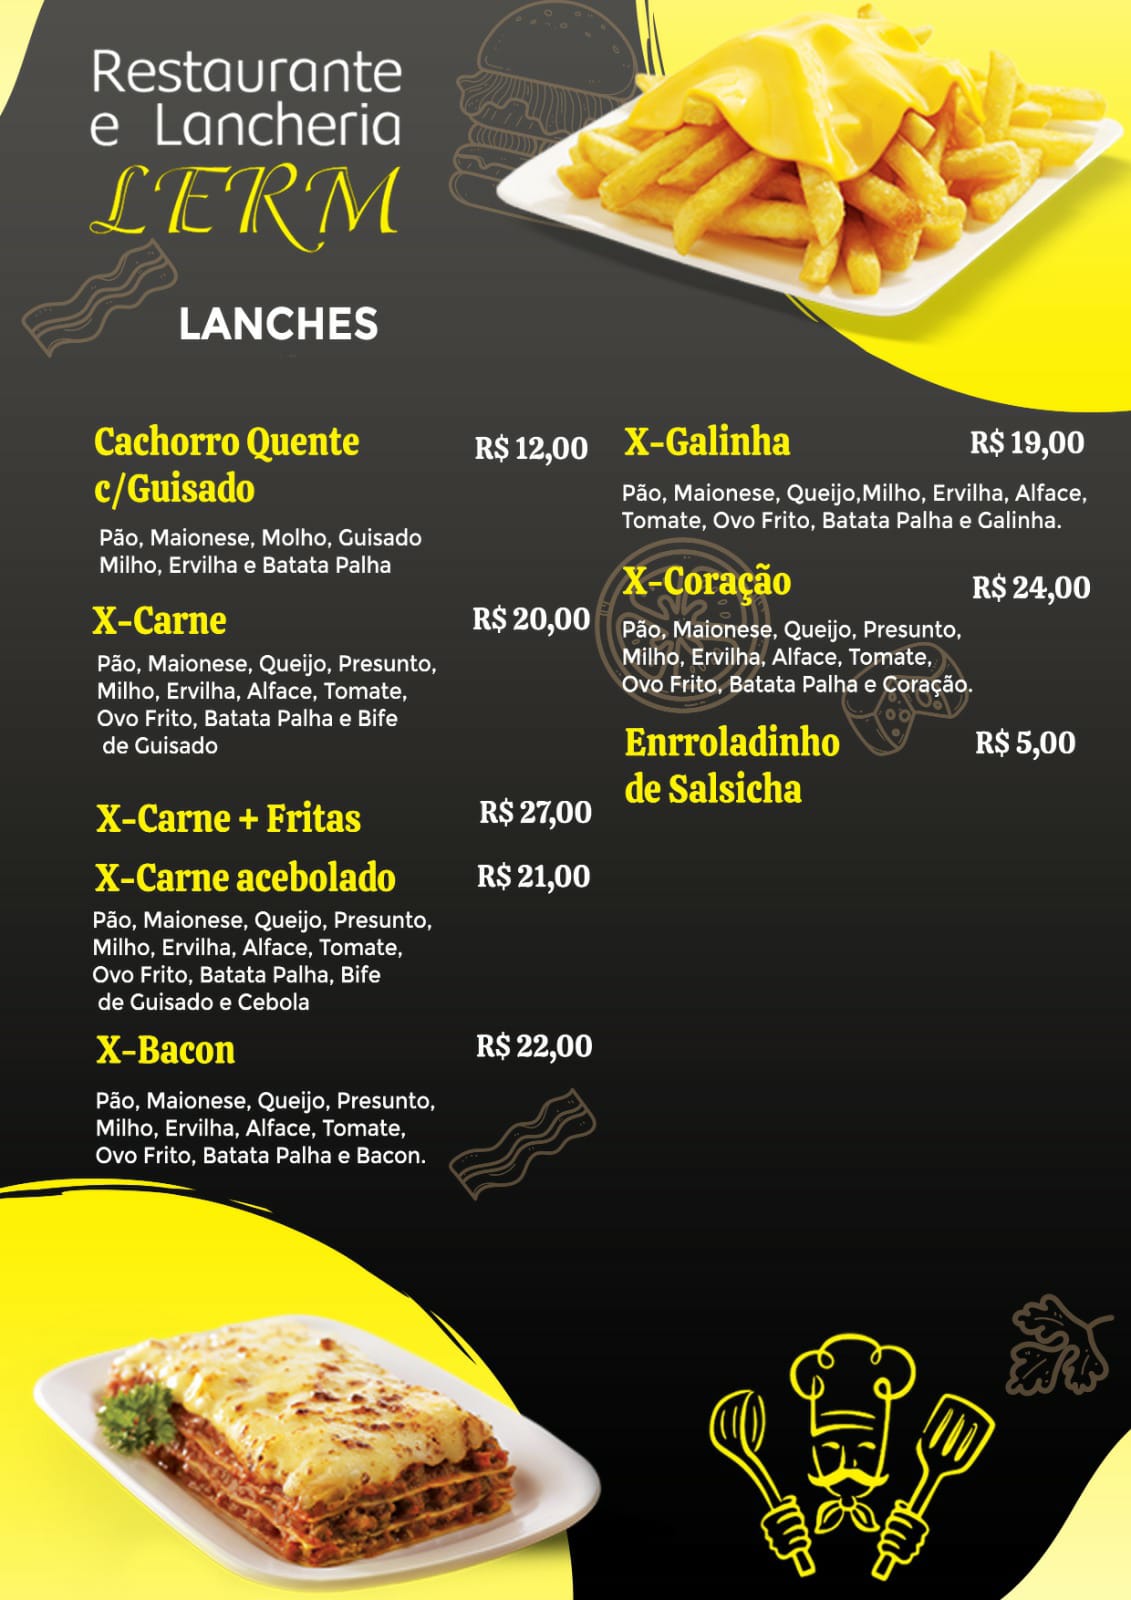 Restaurante
e Lancheria
LERM
LANCHES
Cachorro Quente
c/Guisado
R$ 12,00
Pão, Maionese, Molho, Guisado
Milho, Ervilha e Batata Palha
X-Carne
R$ 20,00
Pão, Maionese, Queijo, Presunto,
Milho, Ervilha, Alface, Tomate,
Ovo Frito, Batata Palha e Bife
de Guisado
X-Carne + Fritas
R$ 27,00
X-Carne acebolado
R$ 21,00
Pão, Maionese, Queijo, Presunto,
Milho, Ervilha, Alface, Tomate,
Ovo Frito, Batata Palha, Bife
de Guisado e Cebola
X-Bacon
R$ 22,00
Pão, Maionese, Queijo, Presunto,
Milho, Ervilha, Alface, Tomate,
Ovo Frito, Batata Palha e Bacon.
X-Galinha
R$ 19,00
Pão, Maionese, Queijo,Milho, Ervilha, Alface,
Tomate, Ovo Frito, Batata Palha e Galinha.
X-Coração
R$ 24,00
Pão, Maionese, Queijo, Presunto,
Milho, Ervilha, Alface, Tomate,
Ovo Frito, Batata Palha e Coração.
Enrroladinho
de Salsicha
R$ 5,00